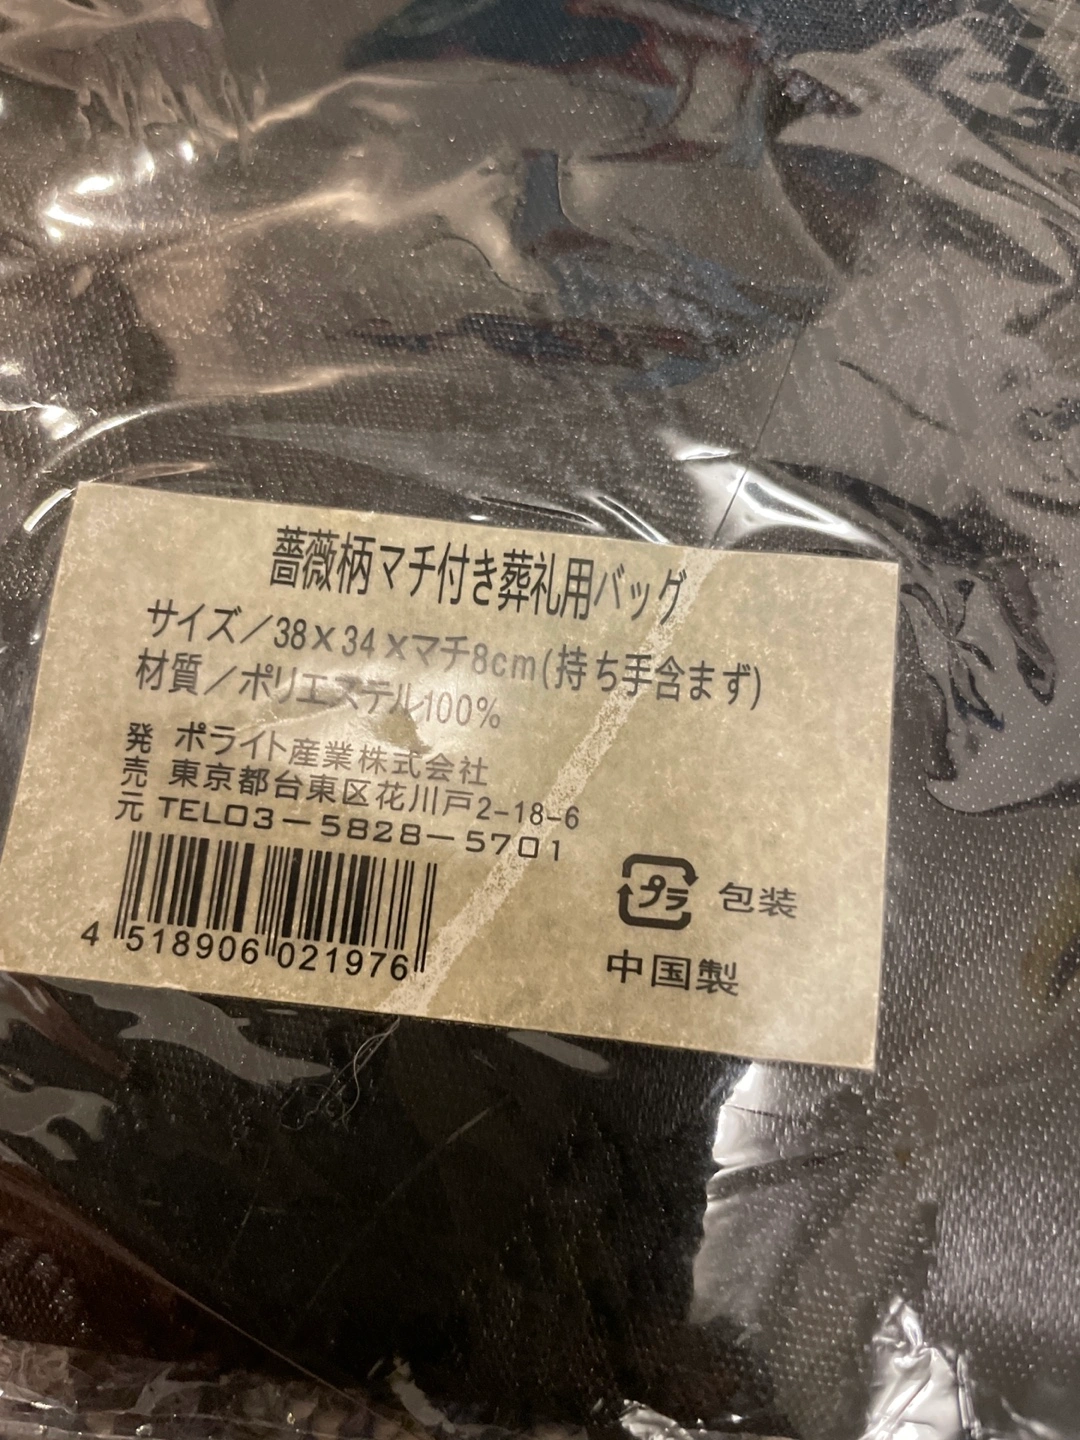 薔薇柄マチ付き葬礼用バッグ
サイズ／38×34×マチ8cm(持ち手含まず)
材質／ポリエステル100%
発売元
ポライト産業株式会社
東京都台東区花川戸2-18-6
TEL03-5828-5701
4 518906 021976
プラ 包装
中国製